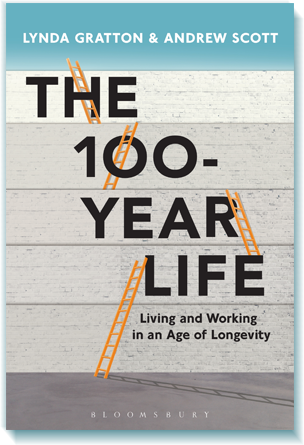 LYNDA GRATTON & ANDREW SCOTT
THE
100-
YEAR
LIFE
Living and Working
in an Age of Longevity
BLOOMSBURY